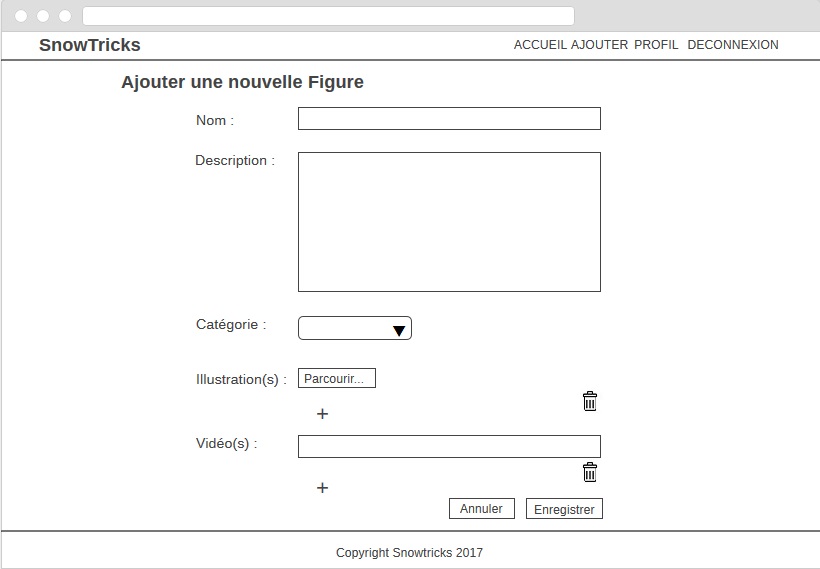 SnowTricks
ACCUEIL AJOUTER PROFIL DECONNEXION
Ajouter une nouvelle Figure
Nom :
Description :
Catégorie :
Illustration(s) : Parcourir...
+
Vidéo(s) :
+
Annuler Enregistrer
Copyright Snowtricks 2017